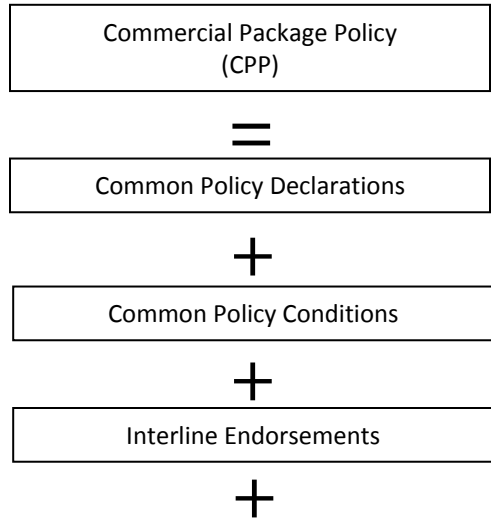 Commercial Package Policy
(CPP)
=
Common Policy Declarations
+
Common Policy Conditions
+
Interline Endorsements
+